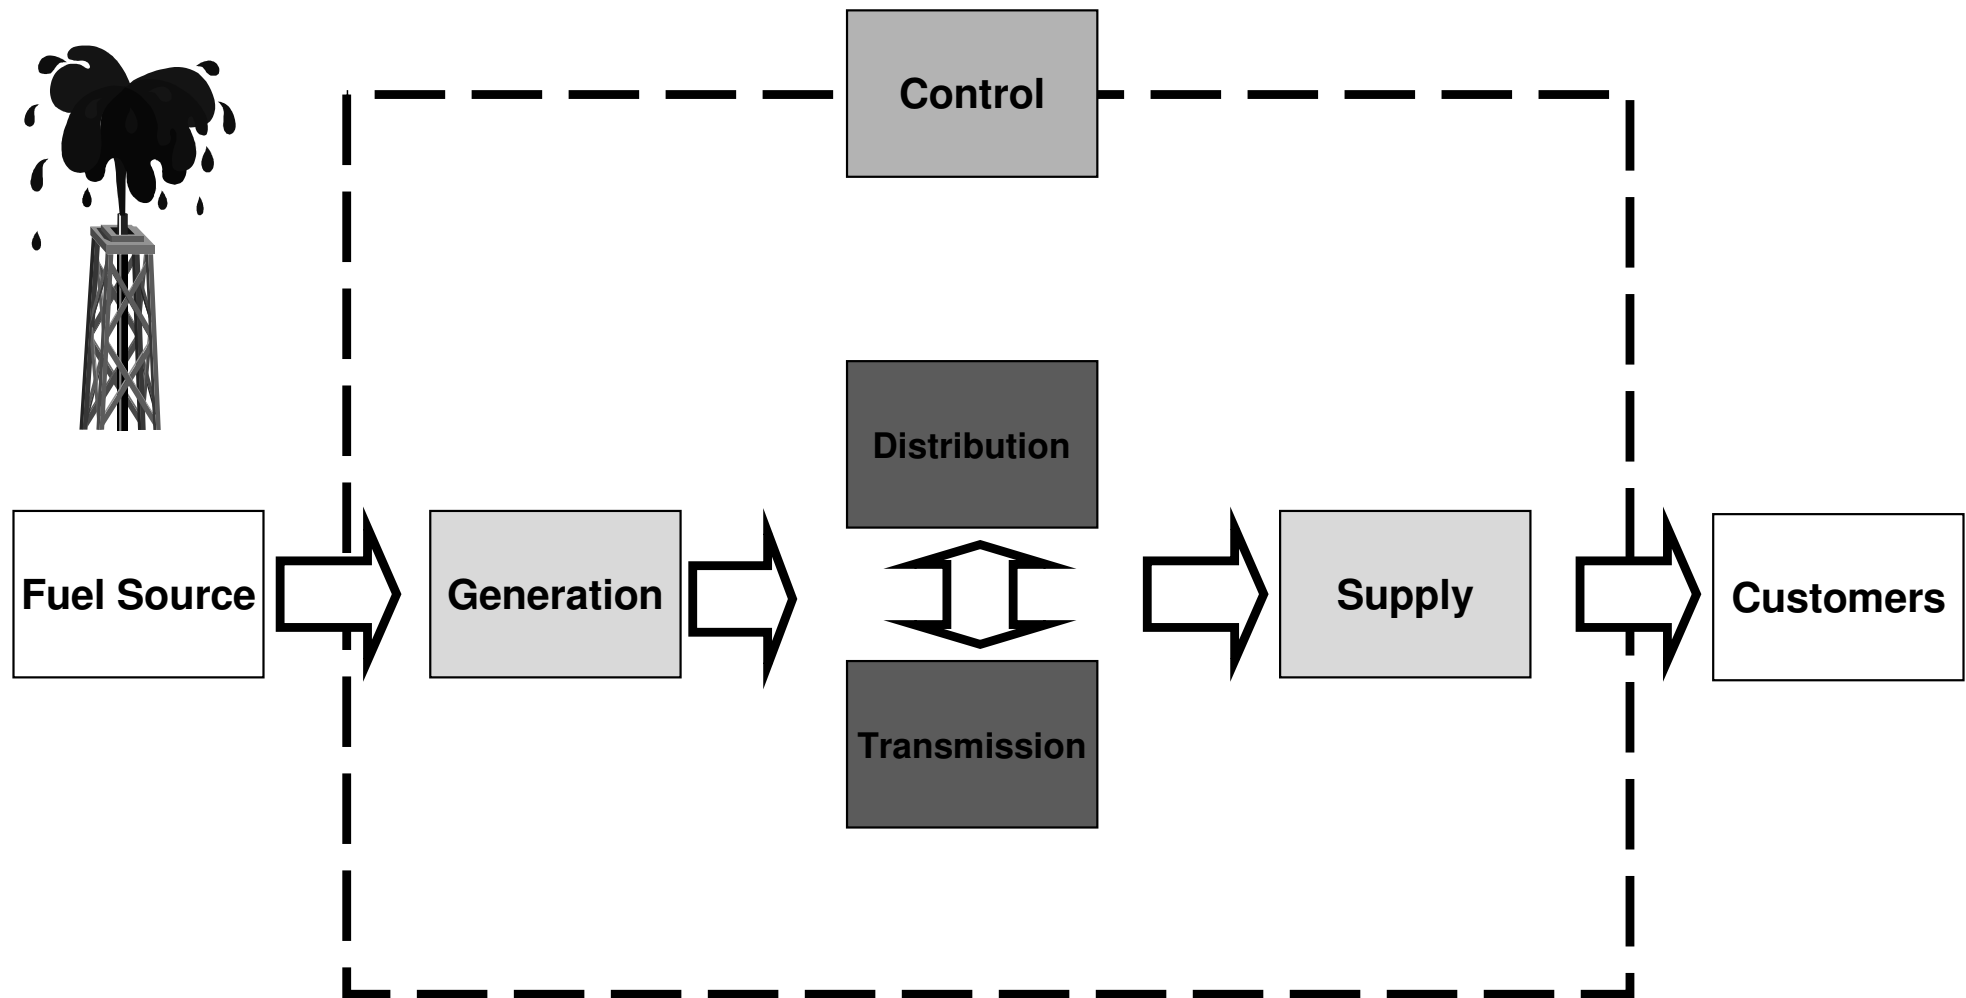 Control
Distribution
Fuel Source
Generation
Supply
Customers
Transmission